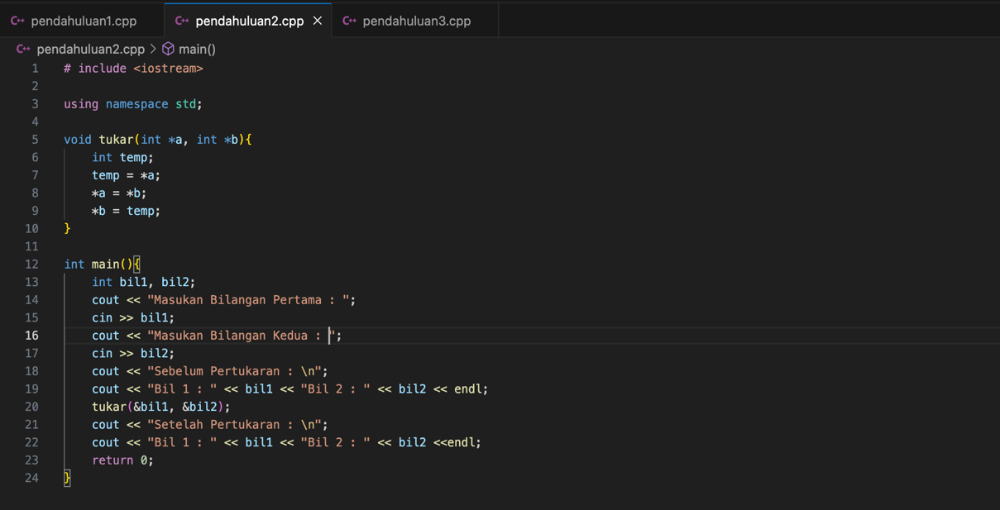 C++ pendahuluan1.cpp C++ pendahuluan2.cpp × C++ pendahuluan3.cpp
C++ pendahuluan2.cpp > main()
1 # include <iostream>
2
3 using namespace std;
4
5 void tukar(int *a, int *b){
6 int temp;
7 temp = *a;
8 *a = *b;
9 *b = temp;
10 }
11
12 int main(){
13 int bil1, bil2;
14 cout << "Masukan Bilangan Pertama : ";
15 cin >> bil1;
16 cout << "Masukan Bilangan Kedua : ";
17 cin >> bil2;
18 cout << "Sebelum Pertukaran : \n";
19 cout << "Bil 1 : " << bil1 << "Bil 2 : " << bil2 << endl;
20 tukar(&bil1, &bil2);
21 cout << "Setelah Pertukaran : \n";
22 cout << "Bil 1 : " << bil1 << "Bil 2 : " << bil2 <<endl;
23 return 0;
24 }